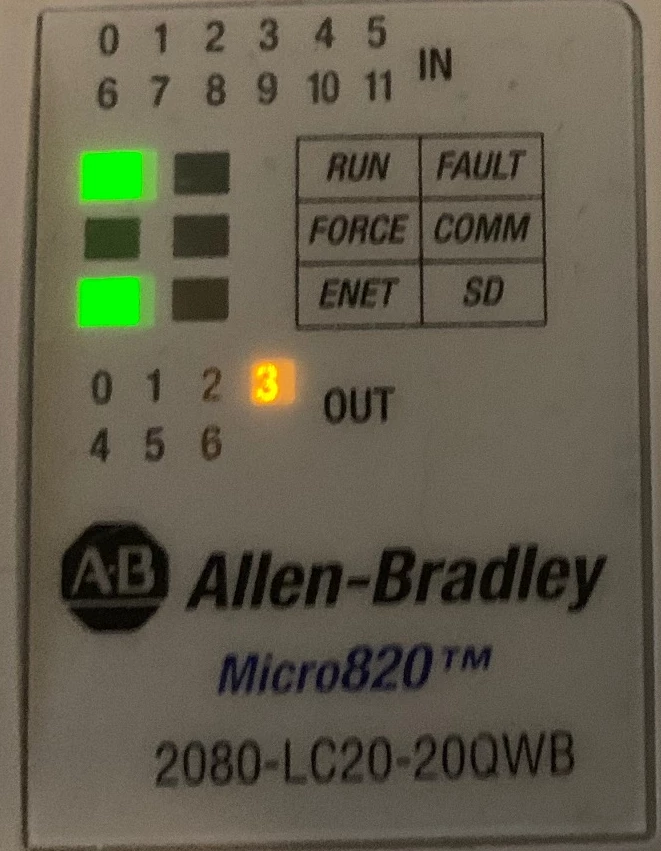 0 1 2 3 4 5
IN
6 7 8 9 10 11
RUN FAULT
FORCE COMM
ENET SD
0 1 2 3
OUT
4 5 6
A·B Allen-Bradley
Micro820™
2080-LC20-20QWB